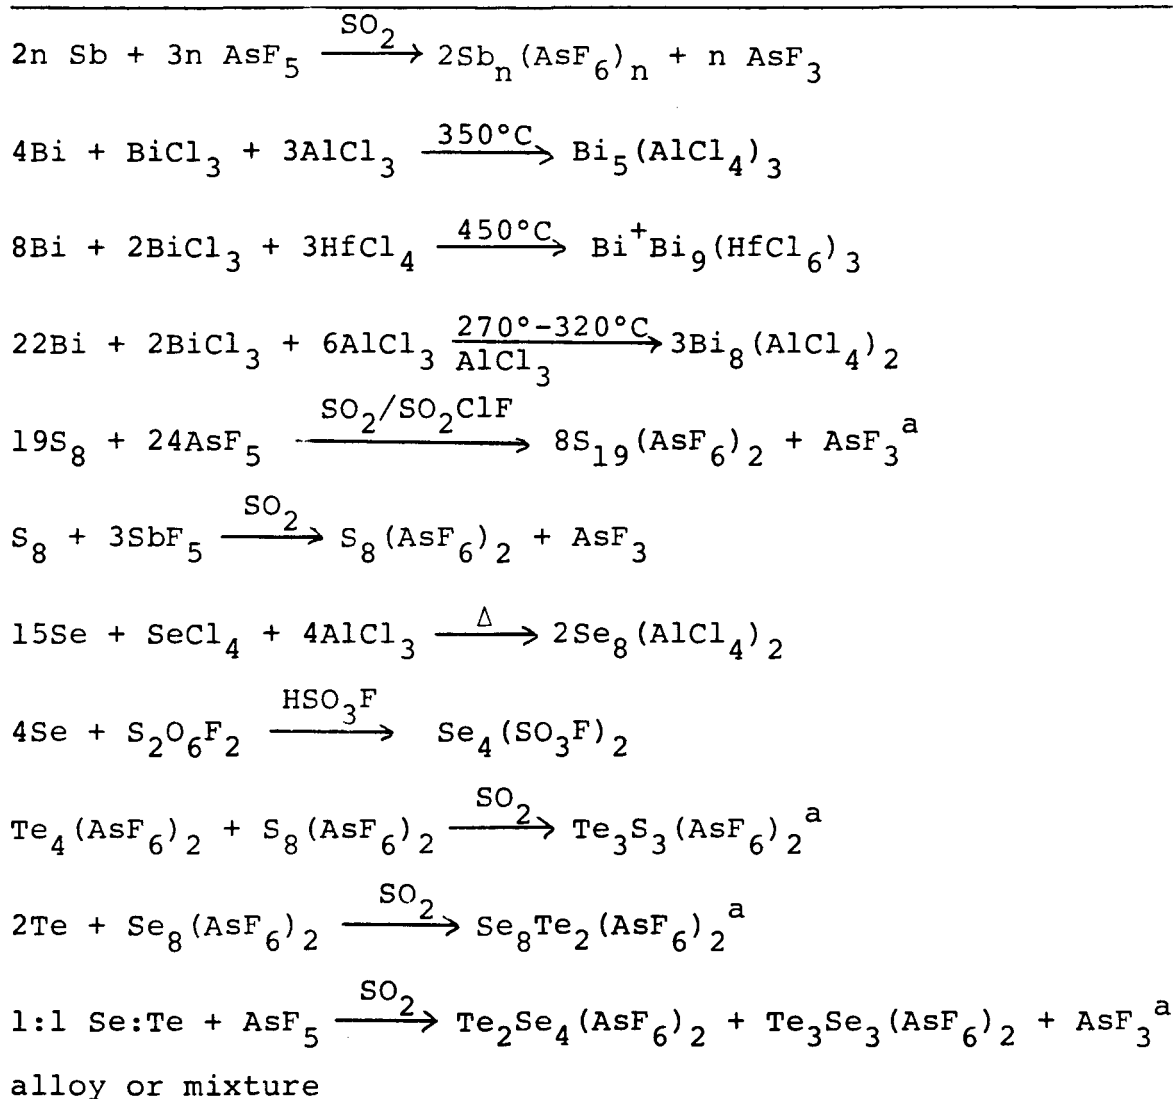 2n Sb + 3n AsF₅ —SO₂→ 2Sbₙ(AsF₆)ₙ + n AsF₃
4Bi + BiCl₃ + 3AlCl₃ —350°C→ Bi₅(AlCl₄)₃
8Bi + 2BiCl₃ + 3HfCl₄ —450°C→ Bi⁺Bi₉(HfCl₆)₃
22Bi + 2BiCl₃ + 6AlCl₃ —270°-320°C / AlCl₃→ 3Bi₈(AlCl₄)₂
19S₈ + 24AsF₅ —SO₂/SO₂ClF→ 8S₁₉(AsF₆)₂ + AsF₃ᵃ
S₈ + 3SbF₅ —SO₂→ S₈(AsF₆)₂ + AsF₃
15Se + SeCl₄ + 4AlCl₃ —Δ→ 2Se₈(AlCl₄)₂
4Se + S₂O₆F₂ —HSO₃F→ Se₄(SO₃F)₂
Te₄(AsF₆)₂ + S₈(AsF₆)₂ —SO₂→ Te₃S₃(AsF₆)₂ᵃ
2Te + Se₈(AsF₆)₂ —SO₂→ Se₈Te₂(AsF₆)₂ᵃ
1:1 Se:Te + AsF₅ —SO₂→ Te₂Se₄(AsF₆)₂ + Te₃Se₃(AsF₆)₂ + AsF₃ᵃ
alloy or mixture